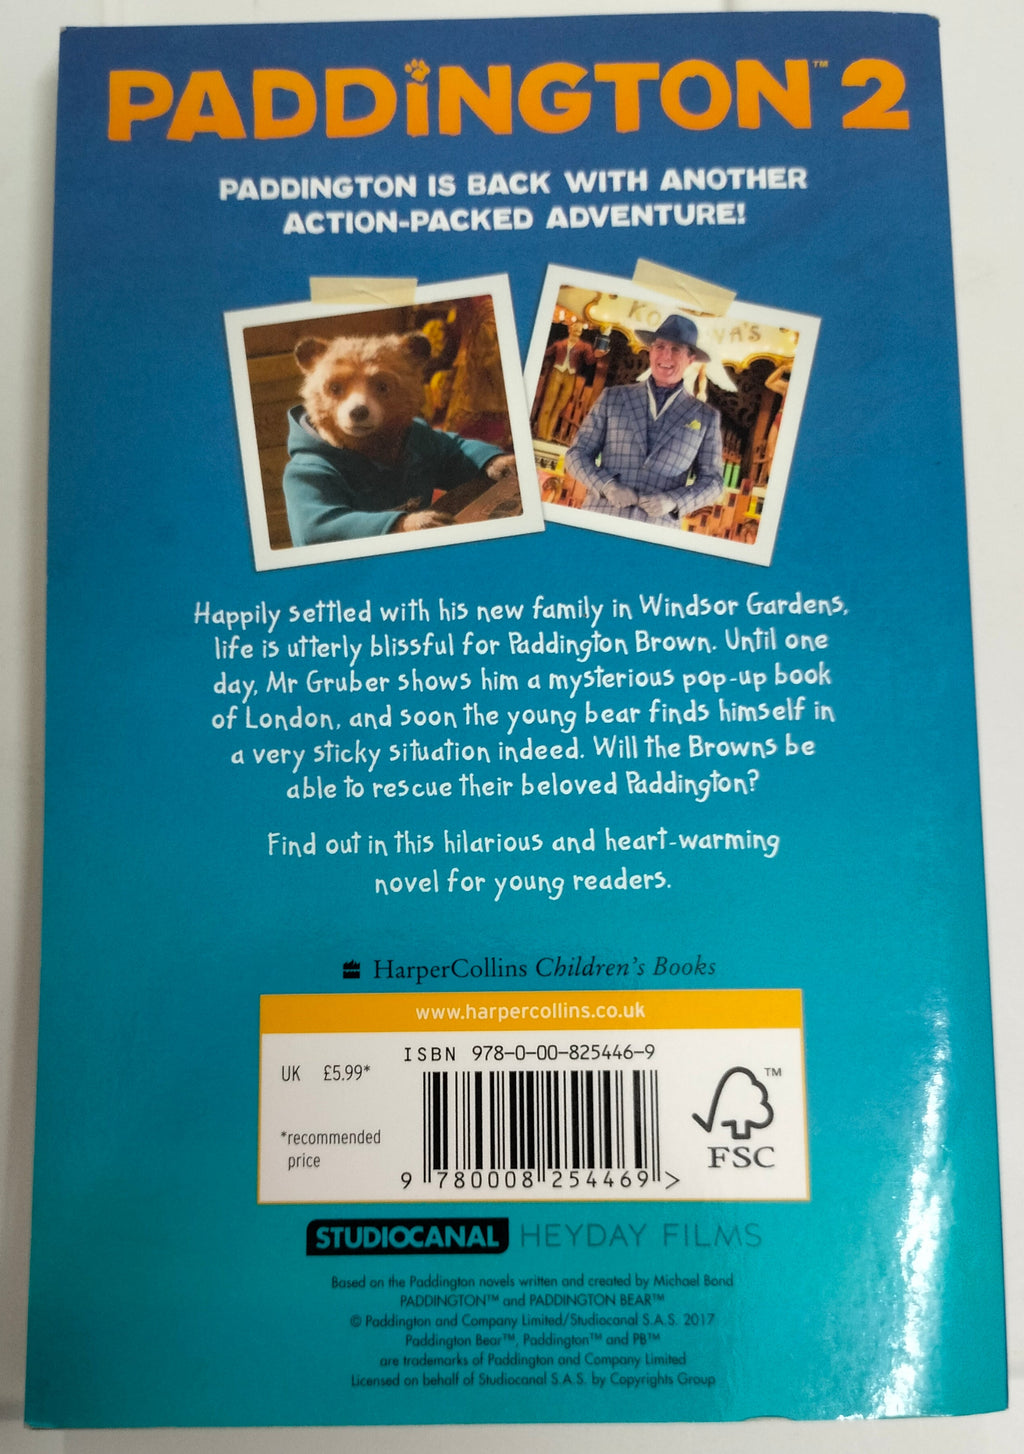 PADDINGTON™ 2
PADDINGTON IS BACK WITH ANOTHER
ACTION-PACKED ADVENTURE!
Happily settled with his new family in Windsor Gardens,
life is utterly blissful for Paddington Brown. Until one
day, Mr Gruber shows him a mysterious pop-up book
of London, and soon the young bear finds himself in
a very sticky situation indeed. Will the Browns be
able to rescue their beloved Paddington?
Find out in this hilarious and heart-warming
novel for young readers.
HarperCollins Children's Books
www.harpercollins.co.uk
ISBN 978-0-00-825446-9
UK £5.99*
*recommended
price
9 780008 254469 >
TM
FSC
STUDIOCANAL HEYDAY FILMS
Based on the Paddington novels written and created by Michael Bond
PADDINGTON™ and PADDINGTON BEAR™
© Paddington and Company Limited/Studiocanal S.A.S. 2017
Paddington Bear™, Paddington™ and PB™
are trademarks of Paddington and Company Limited
Licensed on behalf of Studiocanal S.A.S. by Copyrights Group